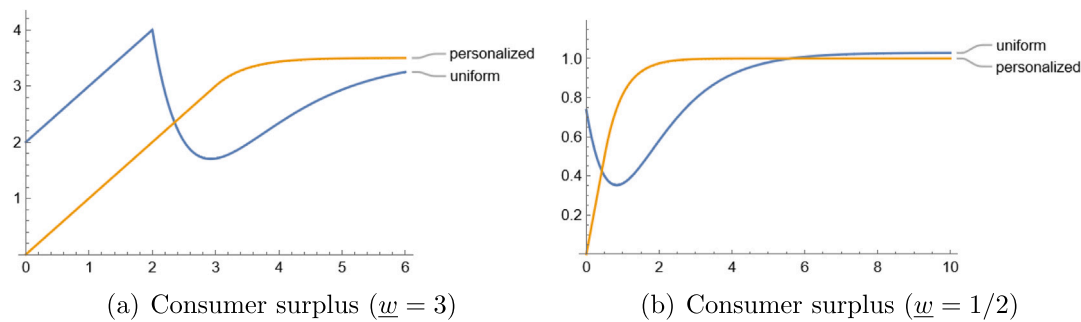 4
3
2
1
0 1 2 3 4 5 6
personalized
uniform
(a) Consumer surplus (w = 3)
1.0
0.8
0.6
0.4
0.2
0 2 4 6 8 10
uniform
personalized
(b) Consumer surplus (w = 1/2)